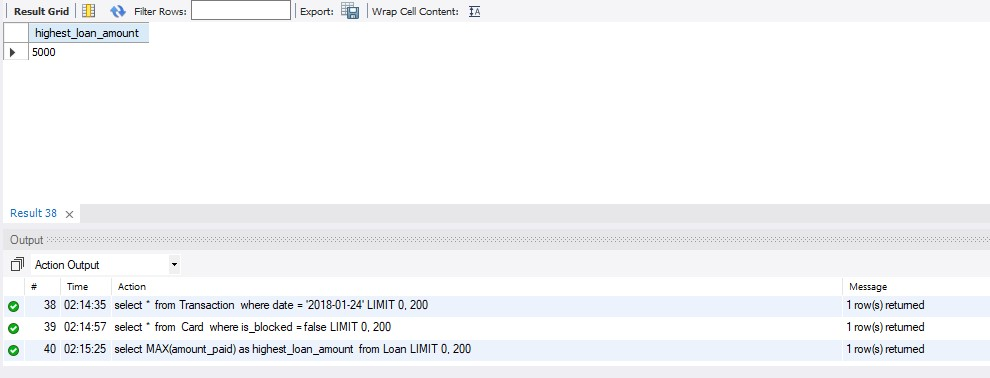 Result Grid Filter Rows: Export: Wrap Cell Content:
highest_loan_amount
5000
Result 38
Output
Action Output
# Time Action Message
38 02:14:35 select * from Transaction where date = '2018-01-24' LIMIT 0, 200 1 row(s) returned
39 02:14:57 select * from Card where is_blocked = false LIMIT 0, 200 1 row(s) returned
40 02:15:25 select MAX(amount_paid) as highest_loan_amount from Loan LIMIT 0, 200 1 row(s) returned